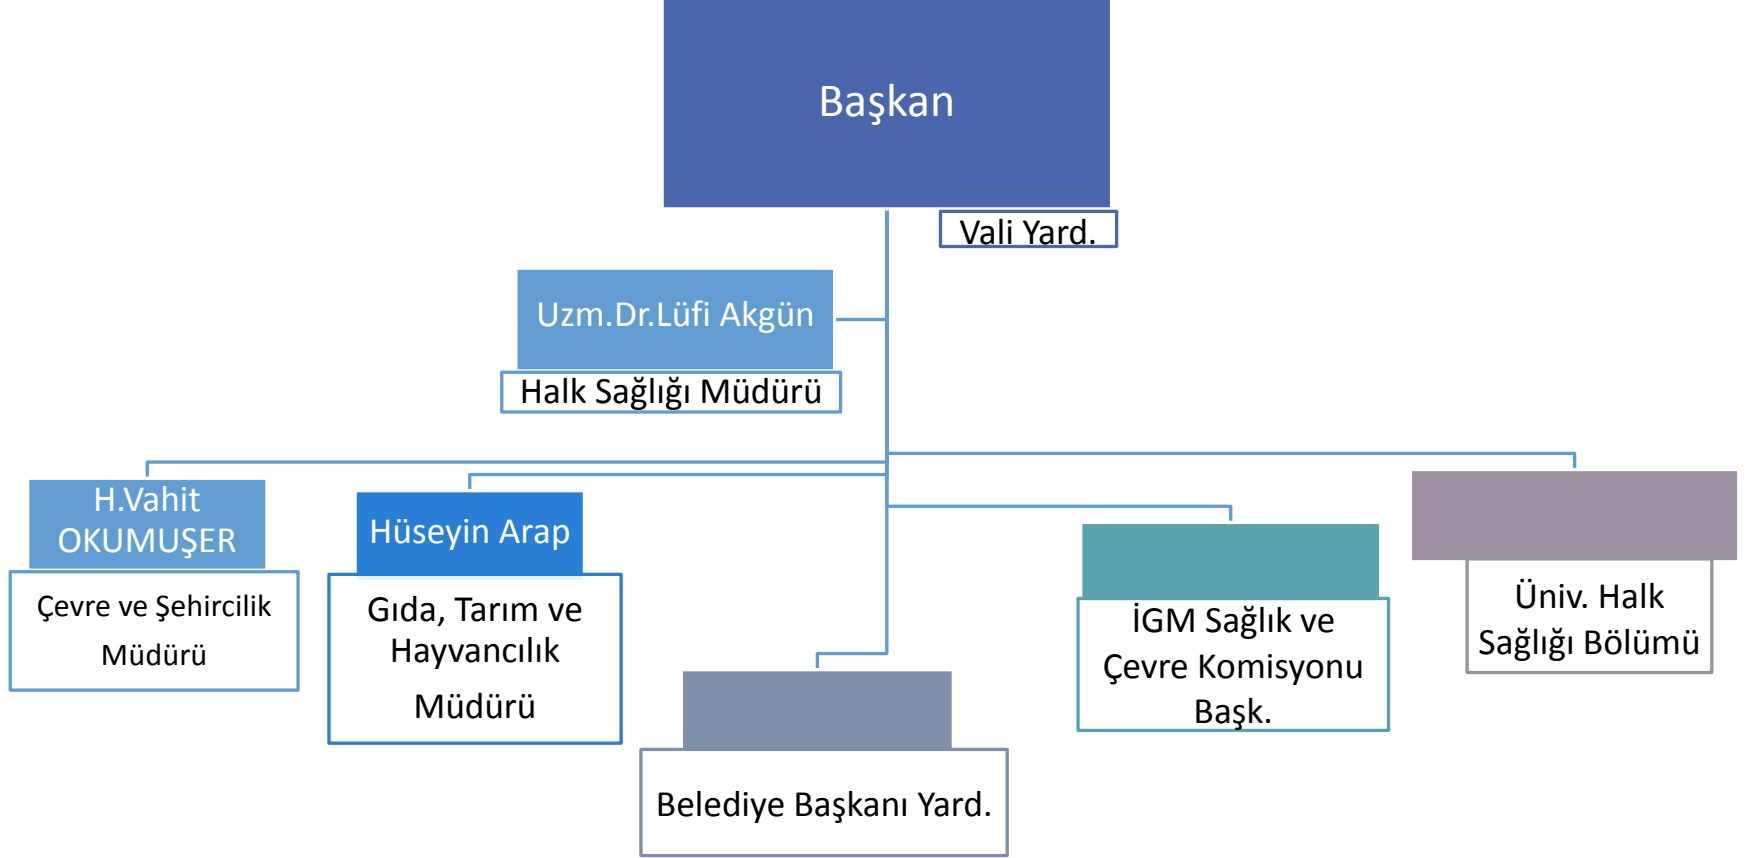 Başkan
Vali Yard.
Uzm.Dr.Lüfi Akgün
Halk Sağlığı Müdürü
H.Vahit
OKUMUŞER
Çevre ve Şehircilik
Müdürü
Hüseyin Arap
Gıda, Tarım ve
Hayvancılık
Müdürü
Belediye Başkanı Yard.
İGM Sağlık ve
Çevre Komisyonu
Başk.
Üniv. Halk
Sağlığı Bölümü